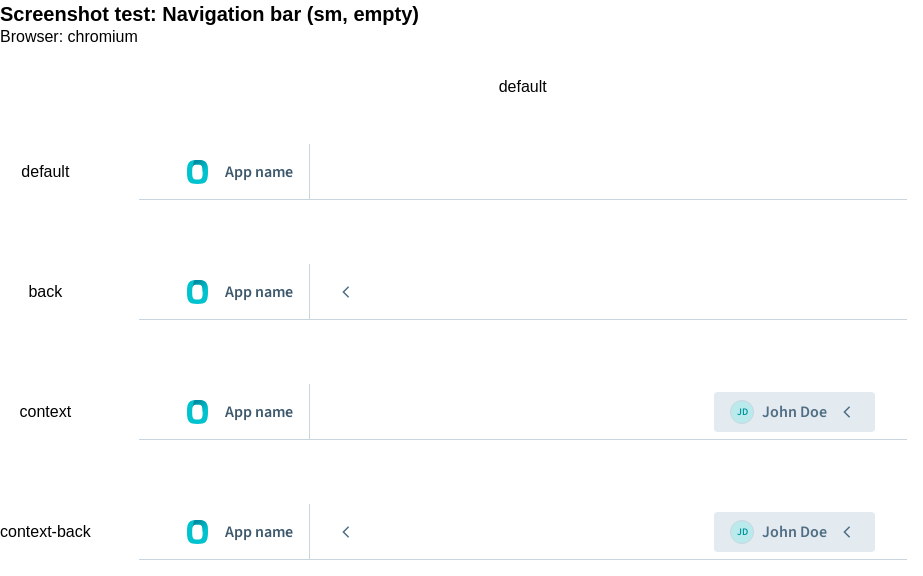 Screenshot test: Navigation bar (sm, empty)
Browser: chromium
default
default App name
back App name
context App name JD John Doe
context-back App name JD John Doe